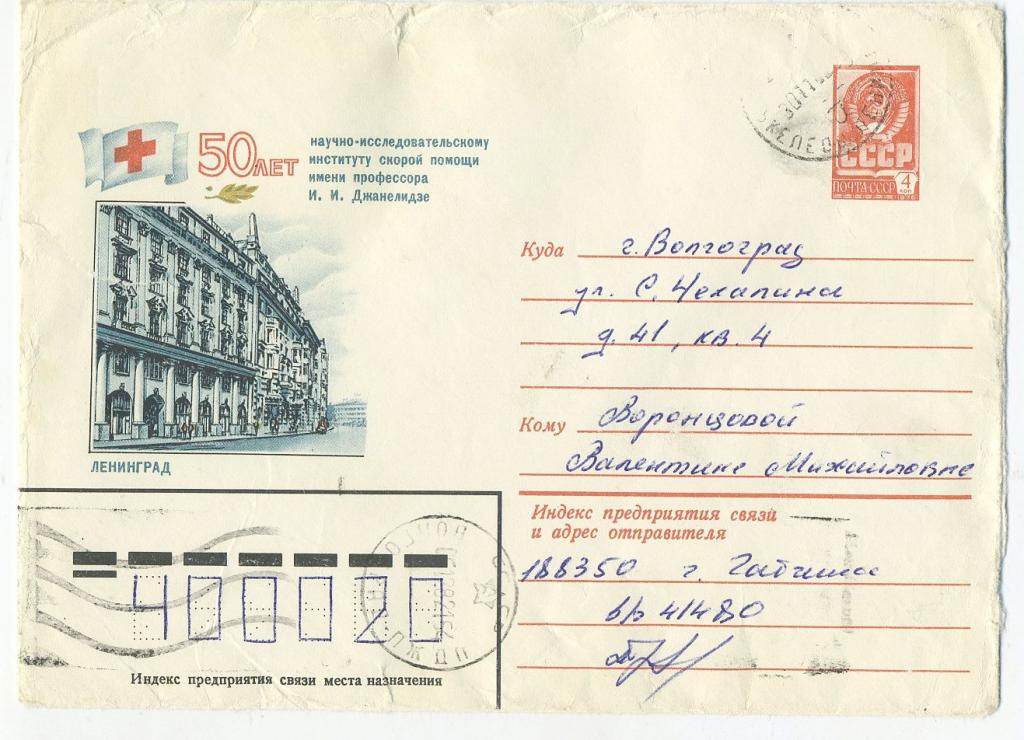 50 ЛЕТ
научно-исследовательскому
институту скорой помощи
имени профессора
И. И. Джанелидзе
ЛЕНИНГРАД
СССР
ПОЧТА СССР 4 КОП
Куда г. Волгоград
ул. С. Чехапина
д. 41, кв. 4
Кому Воронцовой
Валентине Михайловне
Индекс предприятия связи
и адрес отправителя
188350 г. Гатчина
в/ч 41480
400020
Индекс предприятия связи места назначения